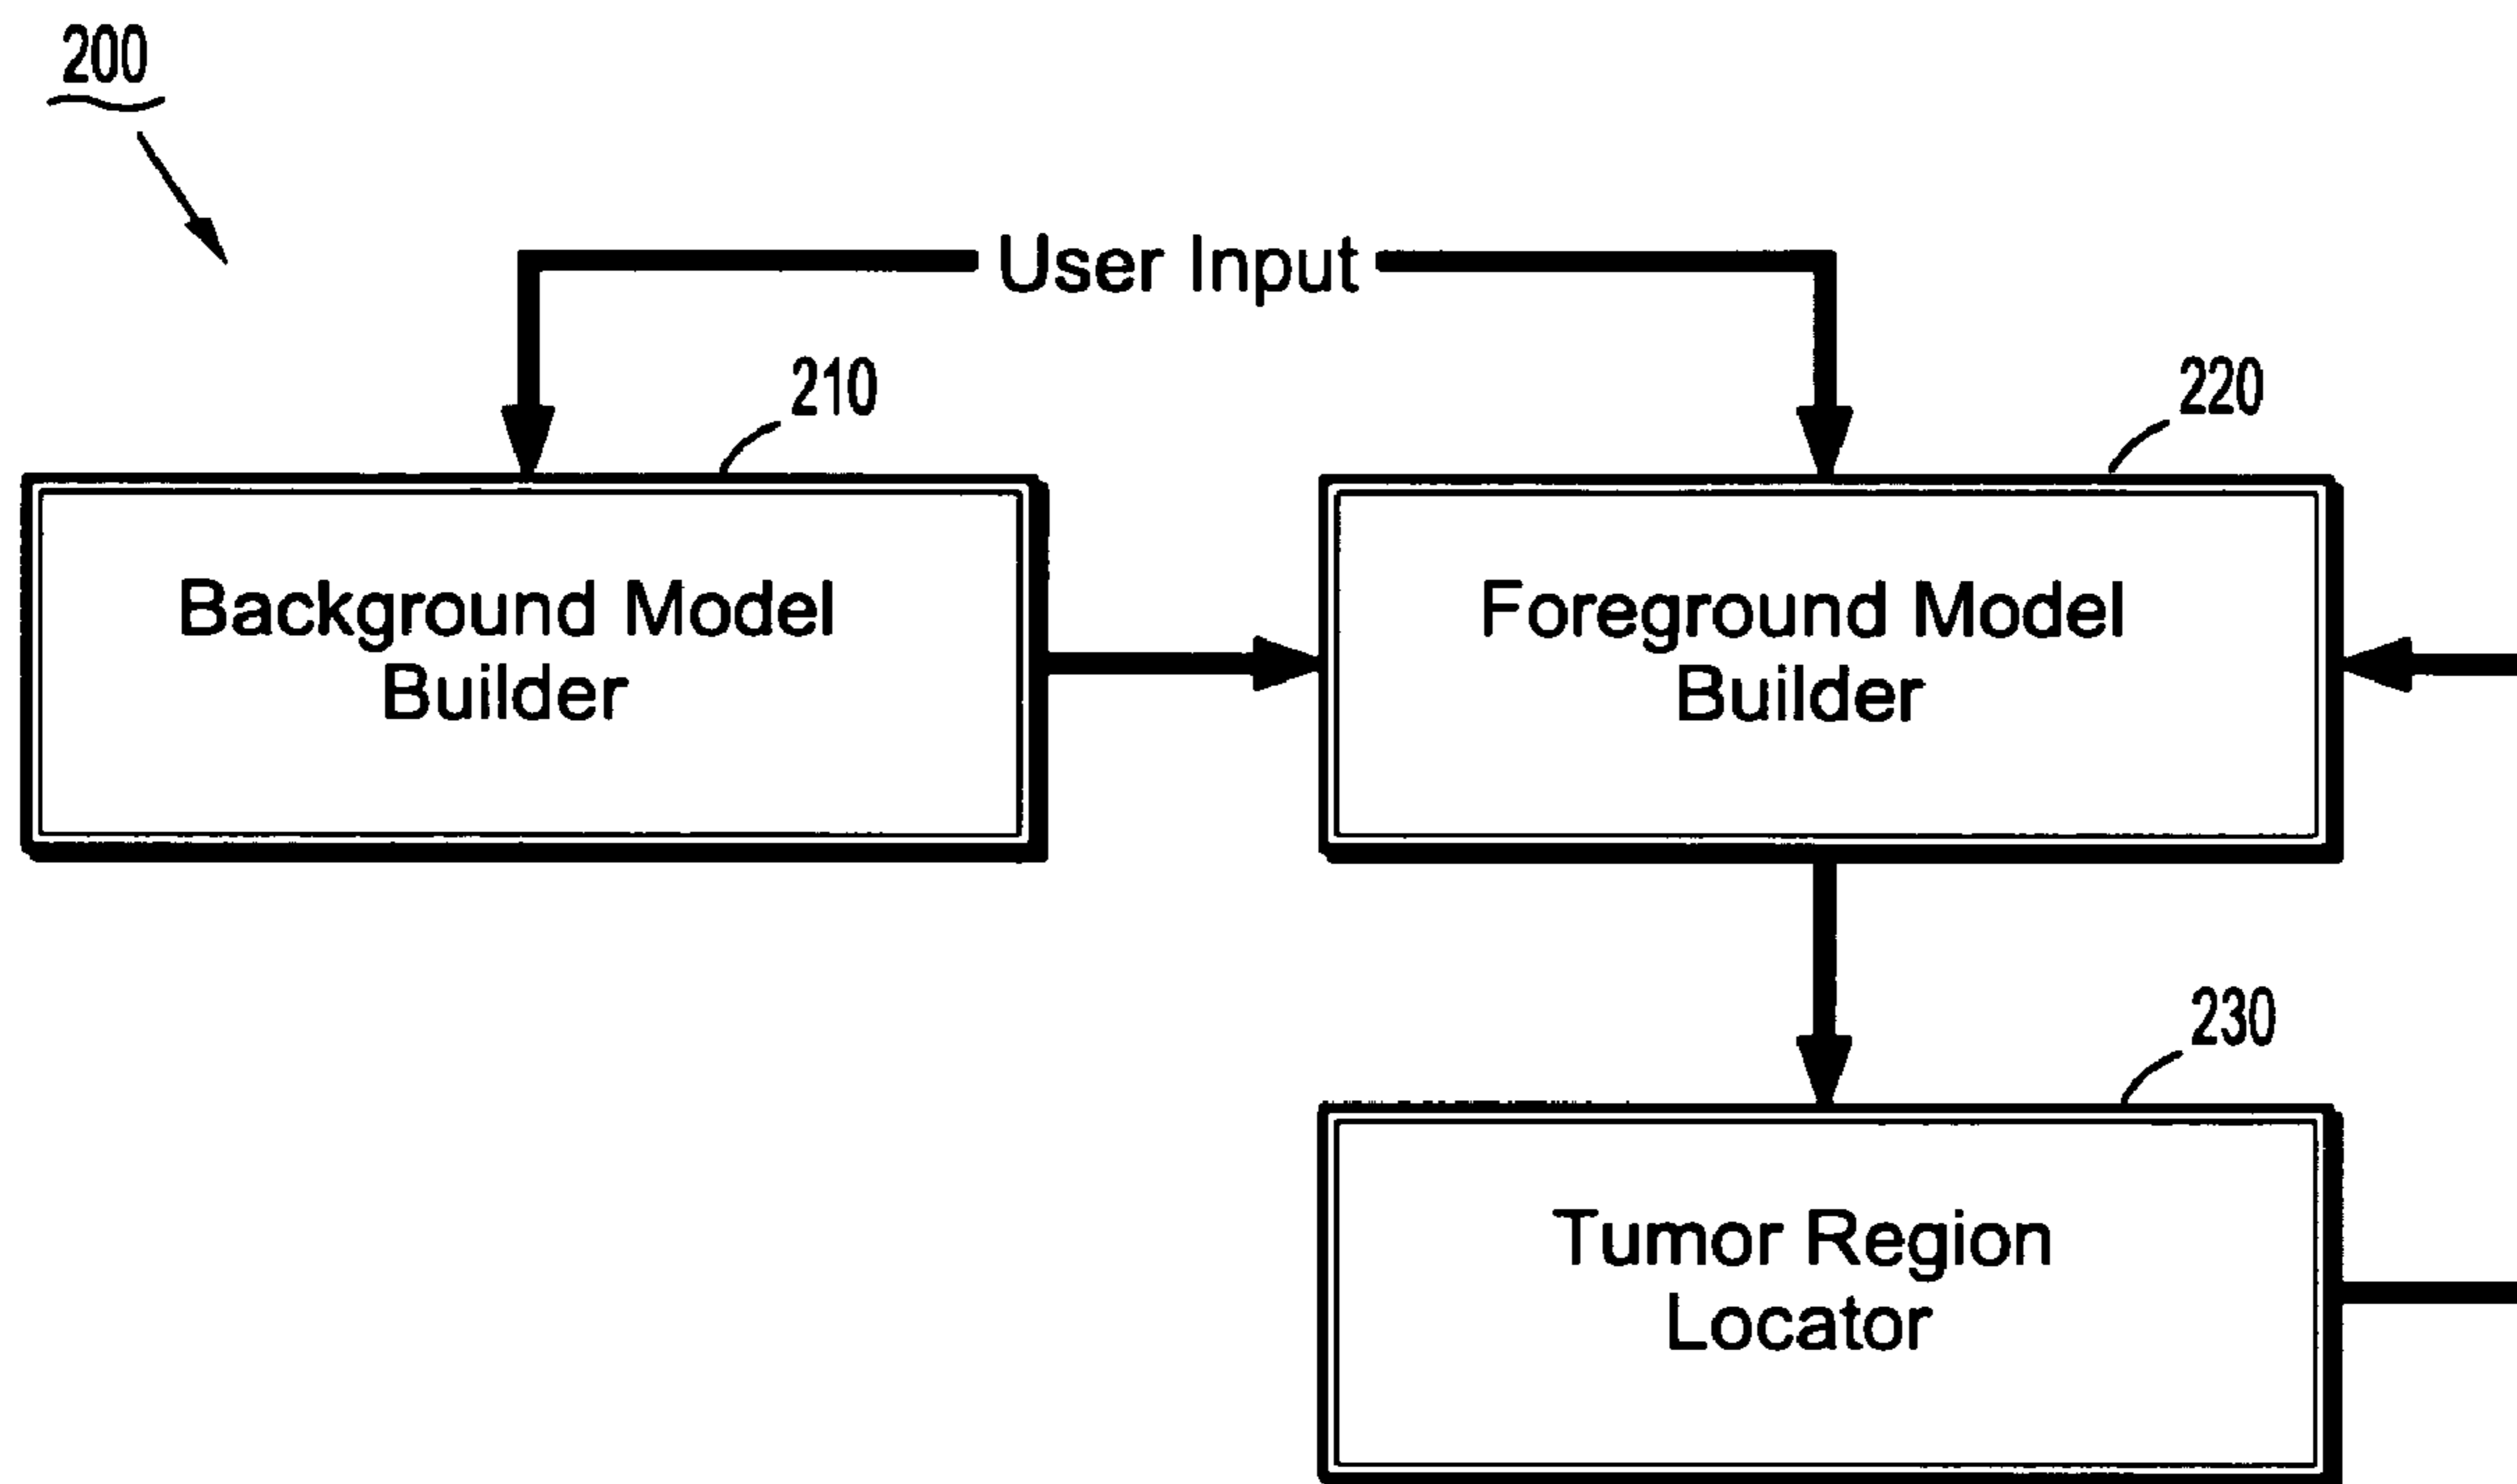 200
User Input
210
220
Background Model
Builder
Foreground Model
Builder
230
Tumor Region
Locator